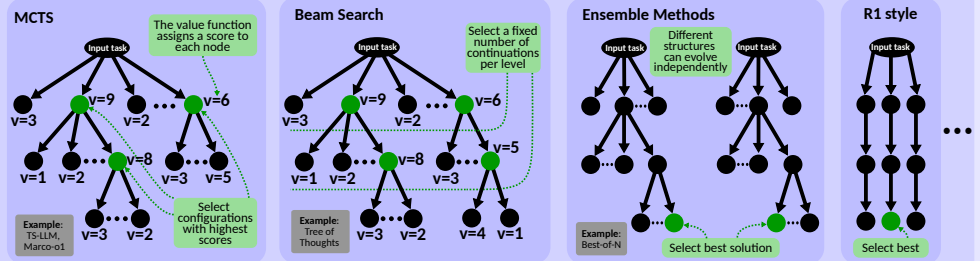 MCTS
The value function
assigns a score to
each node
Input task
v=3
v=9
v=2
v=6
v=1
v=2
v=8
v=3
v=5
v=3
v=2
Example:
TS-LLM,
Marco-o1
Select
configurations
with highest
scores
Beam Search
Select a fixed
number of
continuations
per level
Input task
v=3
v=9
v=2
v=6
v=1
v=2
v=8
v=3
v=5
v=3
v=2
v=4
v=1
Example:
Tree of
Thoughts
Ensemble Methods
Input task
Different
structures
can evolve
independently
Input task
Example:
Best-of-N
Select best solution
R1 style
Input task
Select best